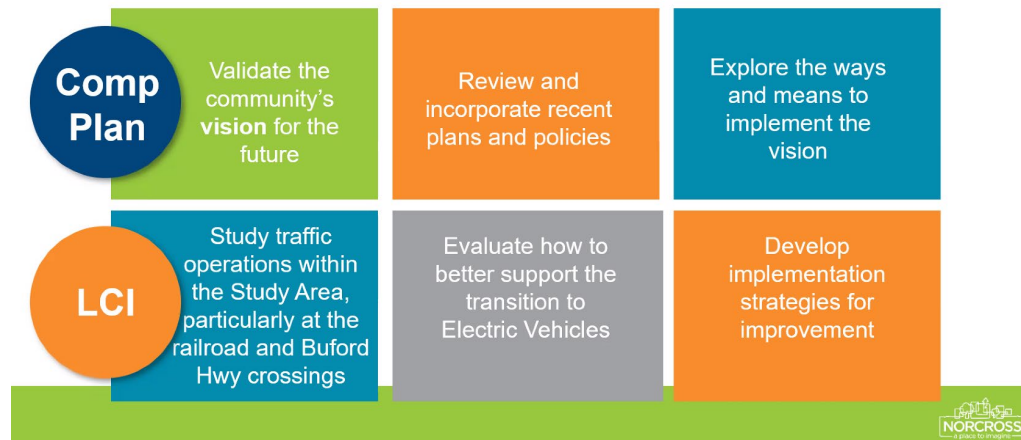 Comp
Plan
Validate the
community's
vision for the
future
Review and
incorporate recent
plans and policies
Explore the ways
and means to
implement the
vision
LCI
Study traffic
operations within
the Study Area,
particularly at the
railroad and Buford
Hwy crossings
Evaluate how to
better support the
transition to
Electric Vehicles
Develop
implementation
strategies for
improvement
NORCROSS
a place to imagine